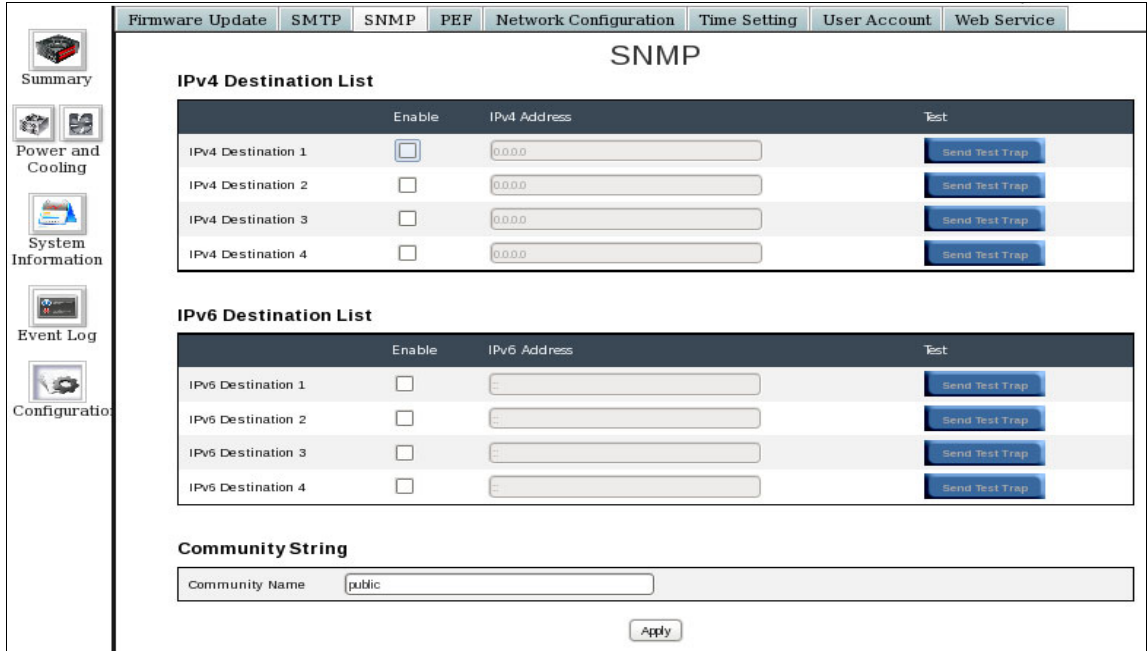 Firmware Update SMTP SNMP PEF Network Configuration Time Setting User Account Web Service
Summary
Power and
Cooling
System
Information
Event Log
Configuratio
SNMP
IPv4 Destination List
Enable IPv4 Address Test
IPv4 Destination 1 0.0.0.0 Send Test Trap
IPv4 Destination 2 0.0.0.0 Send Test Trap
IPv4 Destination 3 0.0.0.0 Send Test Trap
IPv4 Destination 4 0.0.0.0 Send Test Trap
IPv6 Destination List
Enable IPv6 Address Test
IPv6 Destination 1 :: Send Test Trap
IPv6 Destination 2 :: Send Test Trap
IPv6 Destination 3 :: Send Test Trap
IPv6 Destination 4 :: Send Test Trap
Community String
Community Name public
Apply